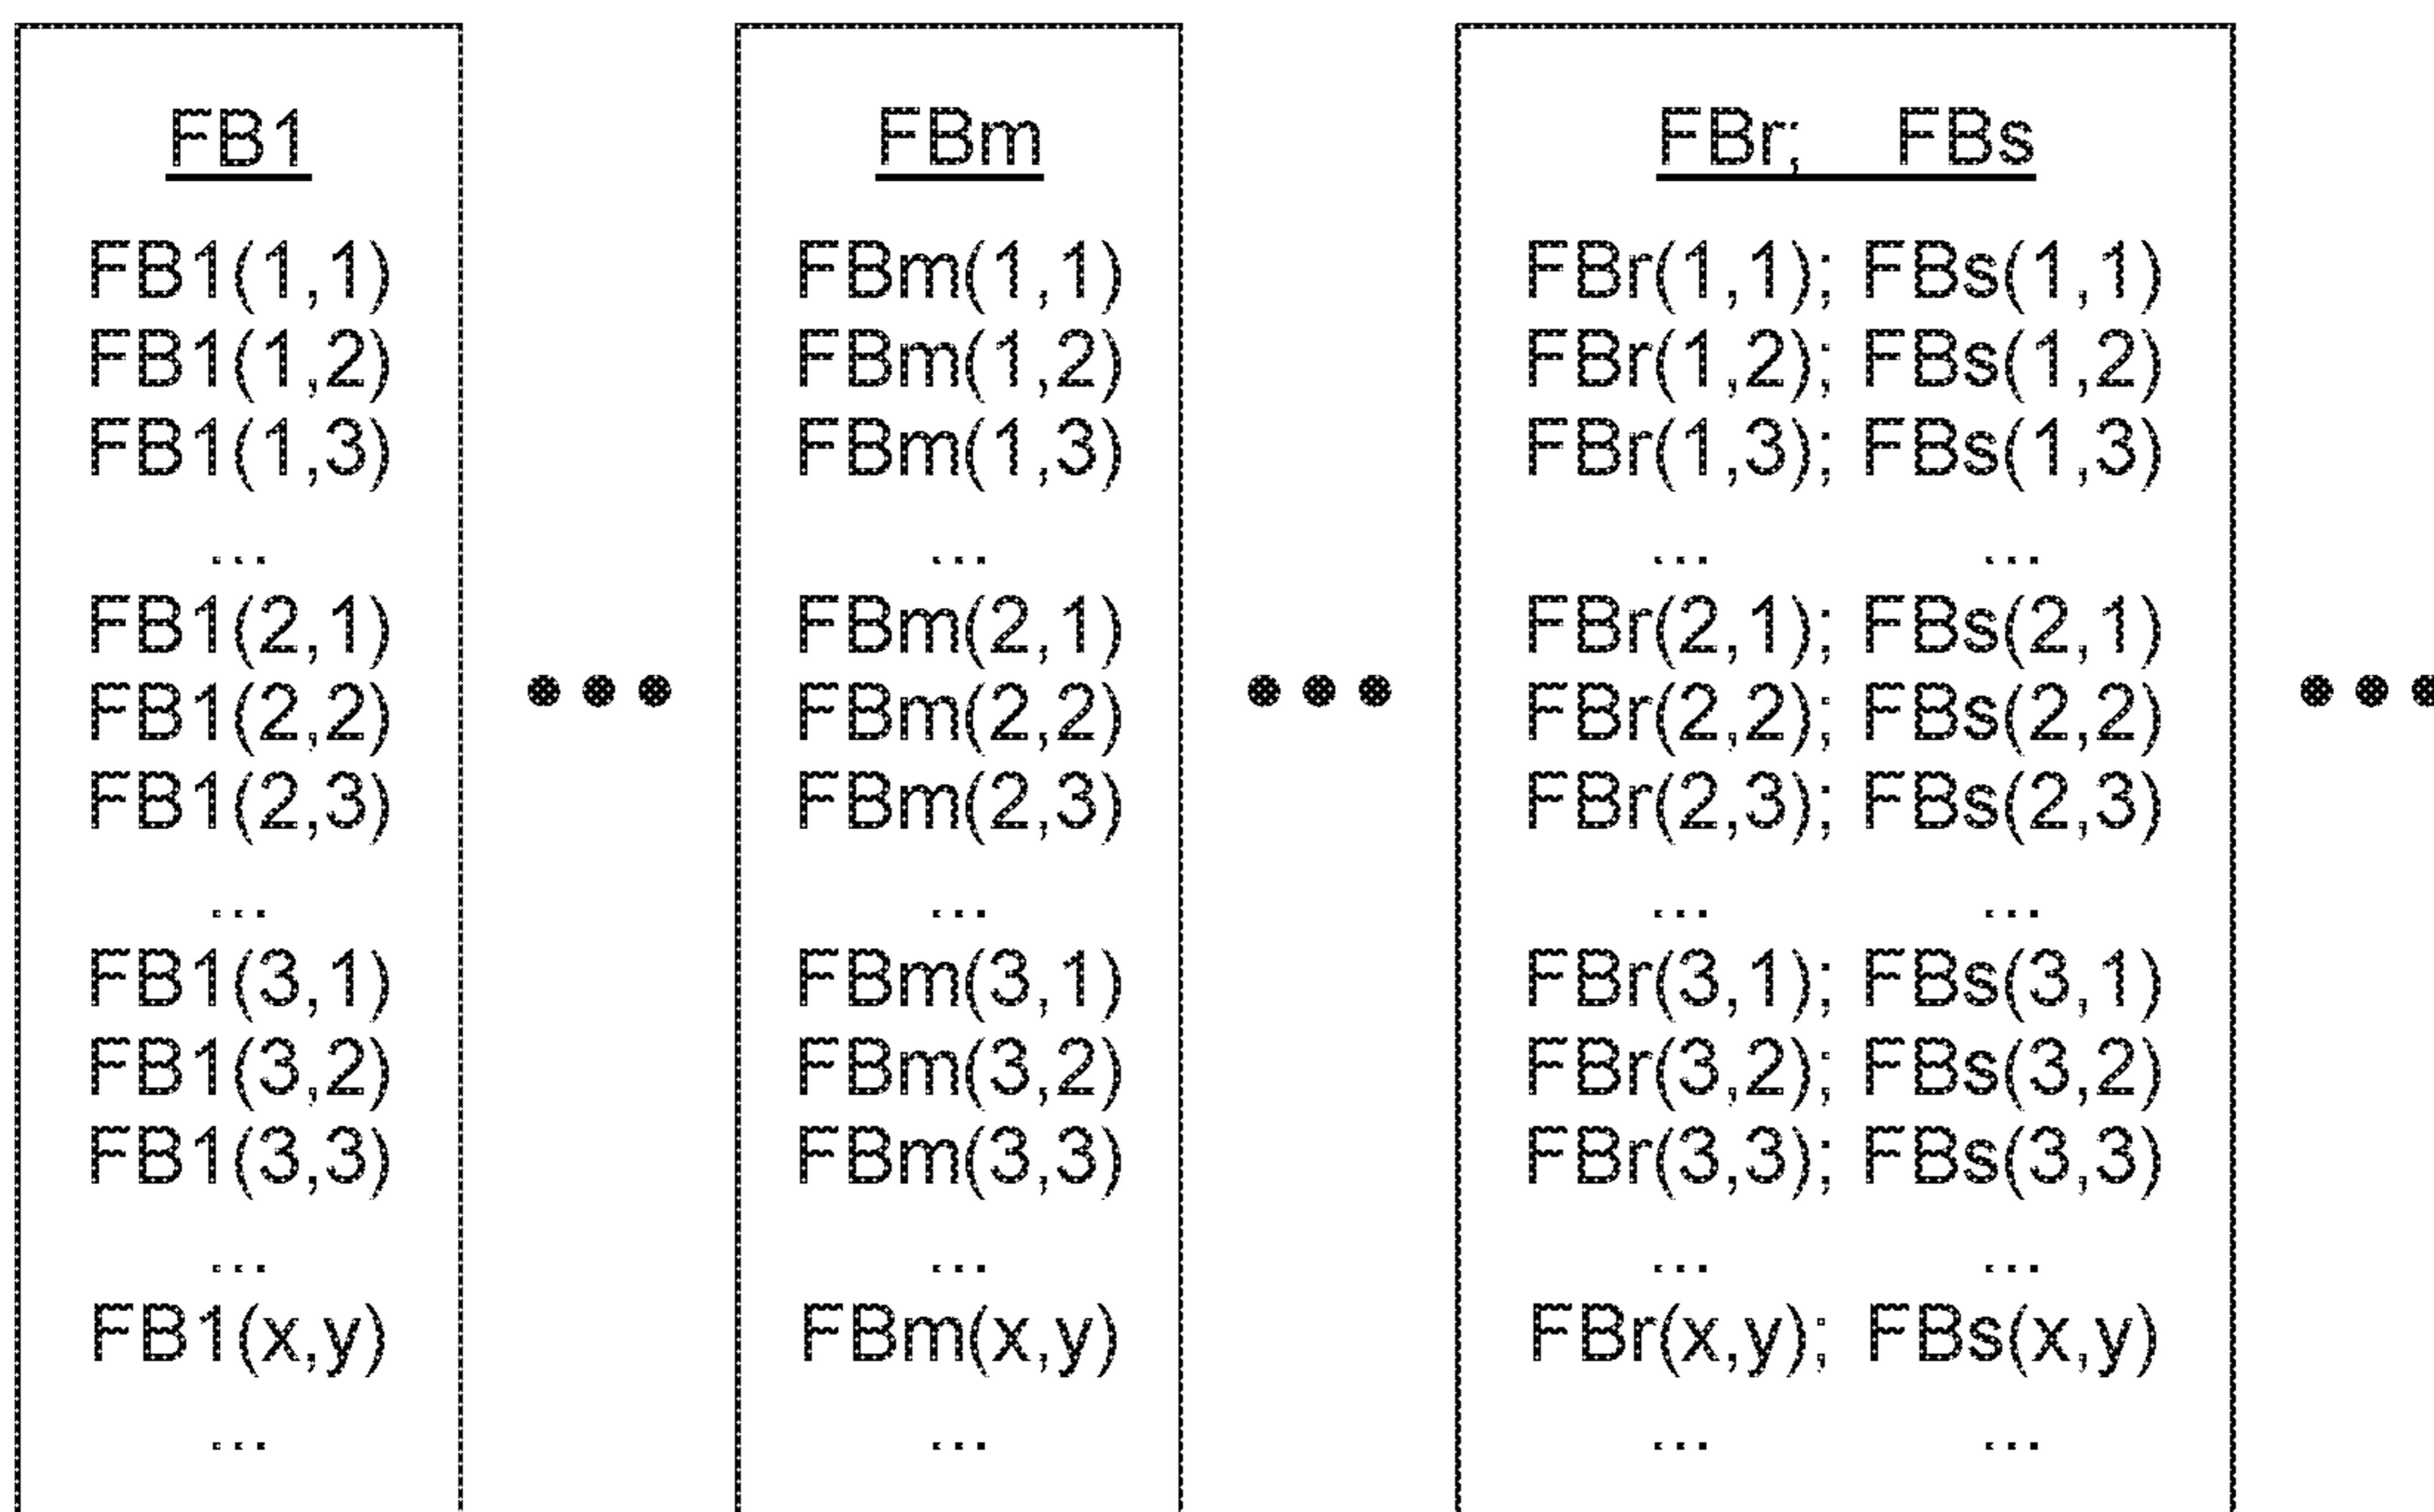 FB1
FB1(1,1)
FB1(1,2)
FB1(1,3)
...
FB1(2,1)
FB1(2,2)
FB1(2,3)
...
FB1(3,1)
FB1(3,2)
FB1(3,3)
...
FB1(x,y)
...
FBm
FBm(1,1)
FBm(1,2)
FBm(1,3)
...
FBm(2,1)
FBm(2,2)
FBm(2,3)
...
FBm(3,1)
FBm(3,2)
FBm(3,3)
...
FBm(x,y)
...
FBr; FBs
FBr(1,1); FBs(1,1)
FBr(1,2); FBs(1,2)
FBr(1,3); FBs(1,3)
... ...
FBr(2,1); FBs(2,1)
FBr(2,2); FBs(2,2)
FBr(2,3); FBs(2,3)
... ...
FBr(3,1); FBs(3,1)
FBr(3,2); FBs(3,2)
FBr(3,3); FBs(3,3)
... ...
FBr(x,y); FBs(x,y)
... ...